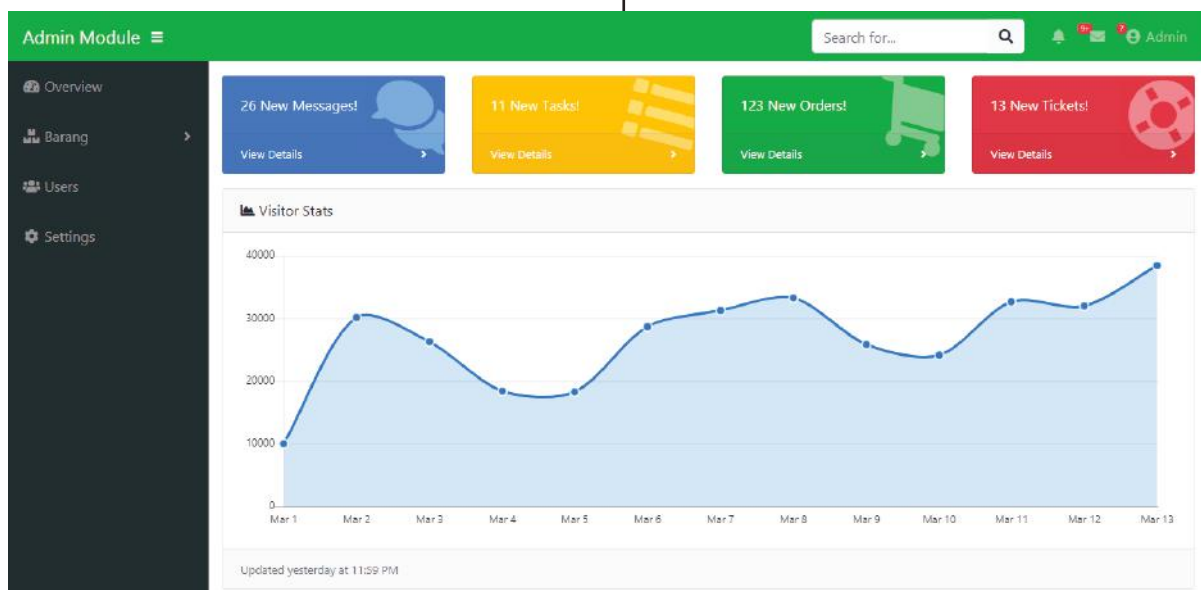 Admin Module
Search for...
9+
7
Admin
Overview
Barang
Users
Settings
26 New Messages!
View Details
11 New Tasks!
View Details
123 New Orders!
View Details
13 New Tickets!
View Details
Visitor Stats
40000
30000
20000
10000
0
Mar 1 Mar 2 Mar 3 Mar 4 Mar 5 Mar 6 Mar 7 Mar 8 Mar 9 Mar 10 Mar 11 Mar 12 Mar 13
Updated yesterday at 11:59 PM